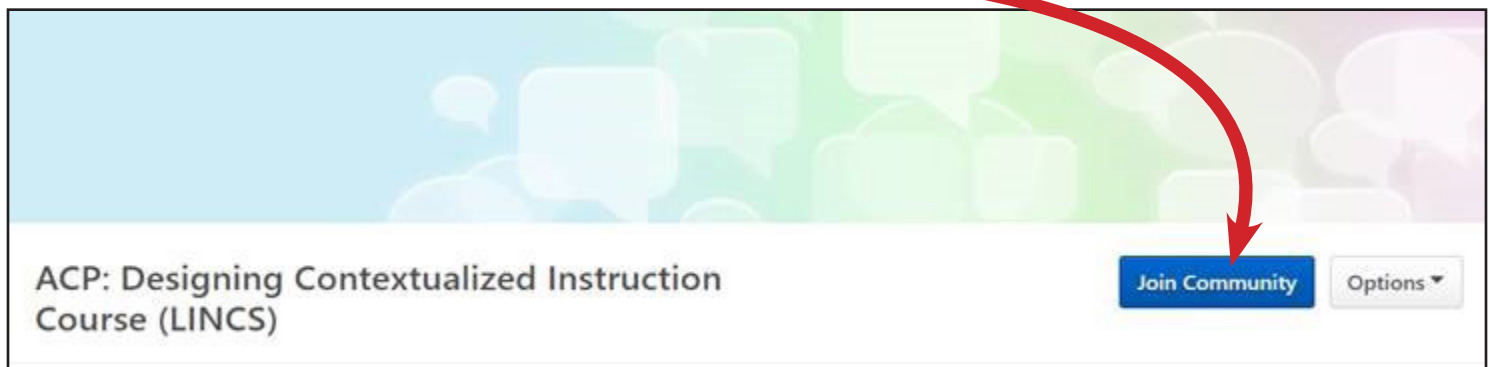 ACP: Designing Contextualized Instruction
Course (LINCS)
Join Community
Options